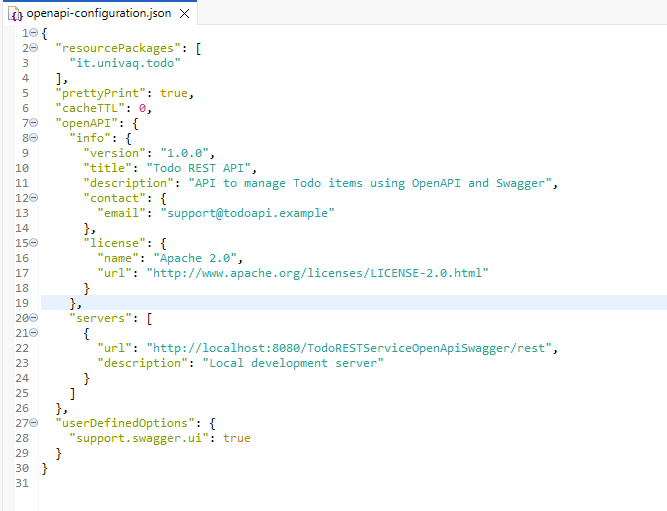 openapi-configuration.json
1 {
2 "resourcePackages": [
3 "it.univaq.todo"
4 ],
5 "prettyPrint": true,
6 "cacheTTL": 0,
7 "openAPI": {
8 "info": {
9 "version": "1.0.0",
10 "title": "Todo REST API",
11 "description": "API to manage Todo items using OpenAPI and Swagger",
12 "contact": {
13 "email": "support@todoapi.example"
14 },
15 "license": {
16 "name": "Apache 2.0",
17 "url": "http://www.apache.org/licenses/LICENSE-2.0.html"
18 }
19 },
20 "servers": [
21 {
22 "url": "http://localhost:8080/TodoRESTServiceOpenApiSwagger/rest",
23 "description": "Local development server"
24 }
25 ]
26 },
27 "userDefinedOptions": {
28 "support.swagger.ui": true
29 }
30 }
31